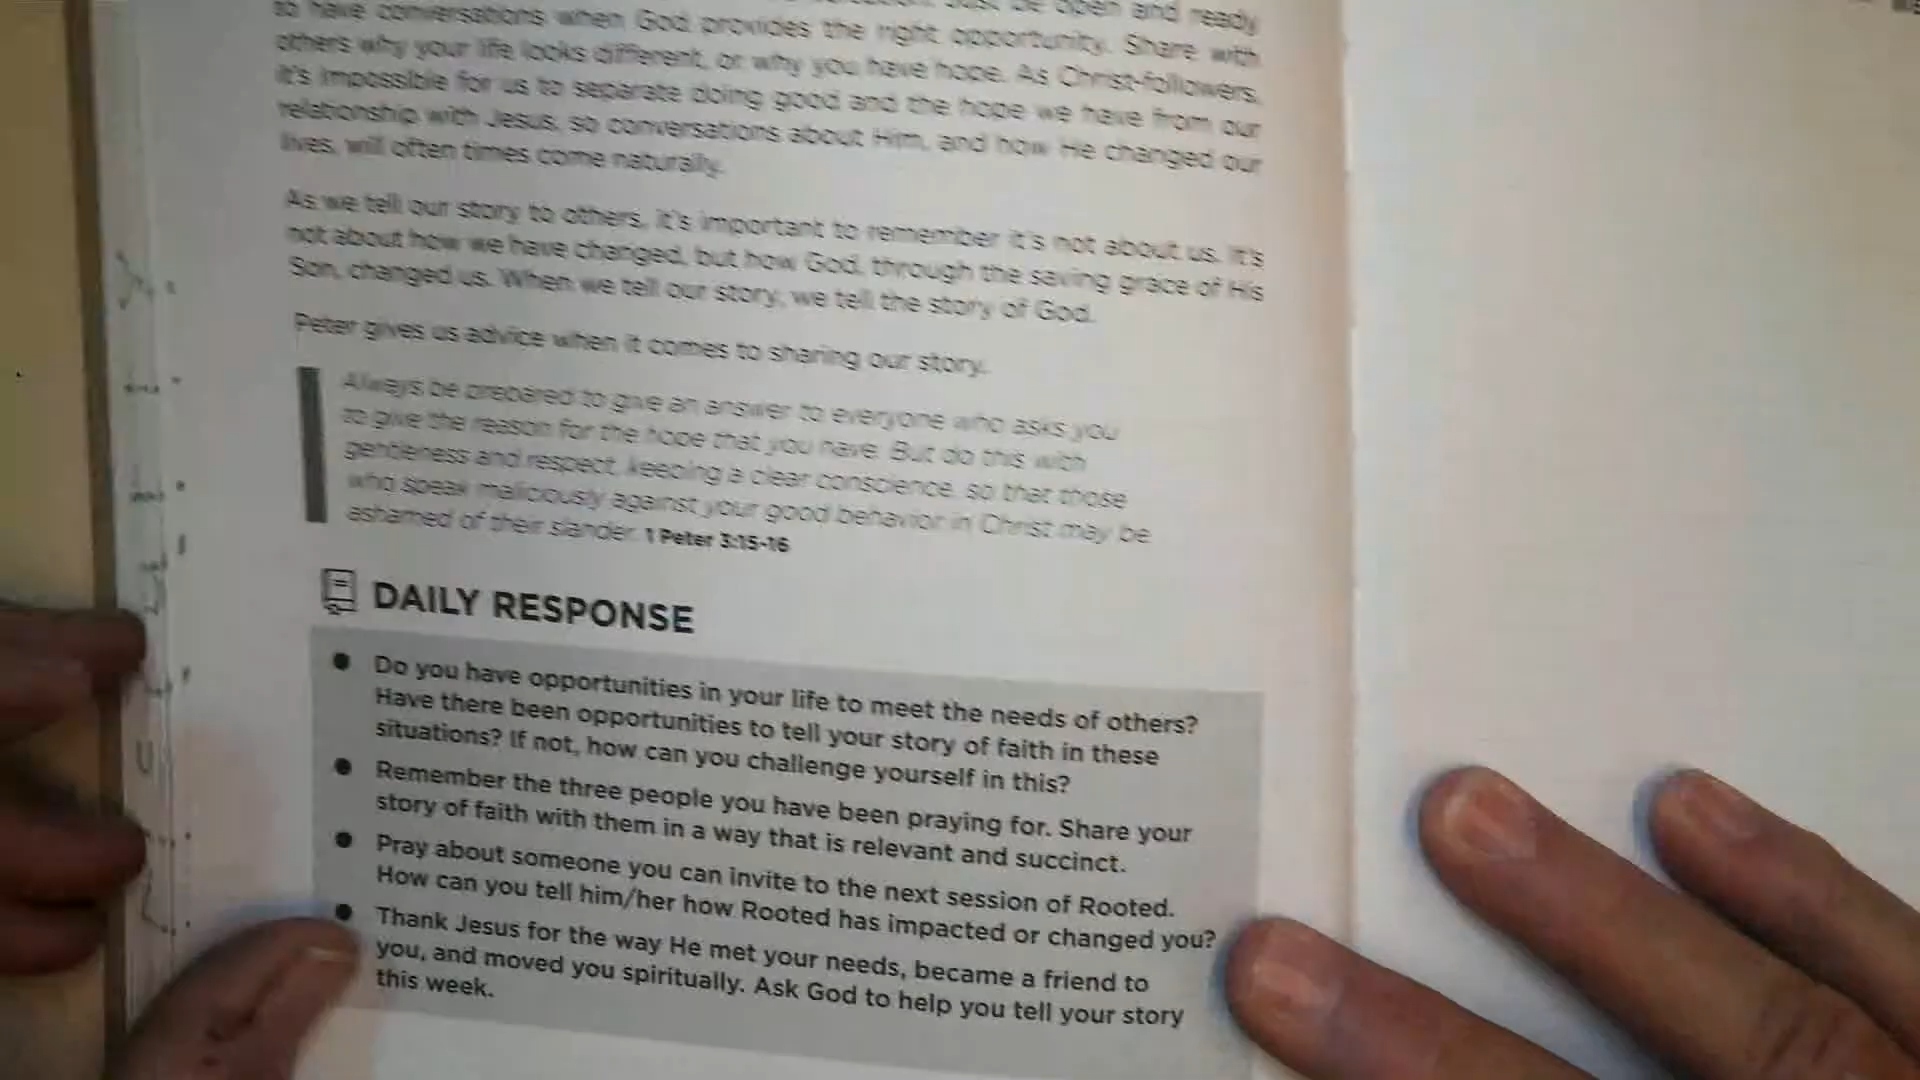 be open and ready
to have conversations when God provides the right opportunity. Share with
others why your life looks different, or why you have hope. As Christ-followers,
it's impossible for us to separate doing good and the hope we have from our
relationship with Jesus, so conversations about Him, and how He changed our
lives, will often times come naturally.
As we tell our story to others, it's important to remember it's not about us. It's
not about how we have changed, but how God, through the saving grace of His
Son, changed us. When we tell our story, we tell the story of God.
Peter gives us advice when it comes to sharing our story.
Always be prepared to give an answer to everyone who asks you
to give the reason for the hope that you have. But do this with
gentleness and respect, keeping a clear conscience, so that those
who speak maliciously against your good behavior in Christ may be
ashamed of their slander. 1 Peter 3:15-16
DAILY RESPONSE
● Do you have opportunities in your life to meet the needs of others?
Have there been opportunities to tell your story of faith in these
situations? If not, how can you challenge yourself in this?
● Remember the three people you have been praying for. Share your
story of faith with them in a way that is relevant and succinct.
● Pray about someone you can invite to the next session of Rooted.
How can you tell him/her how Rooted has impacted or changed you?
● Thank Jesus for the way He met your needs, became a friend to
you, and moved you spiritually. Ask God to help you tell your story
this week.